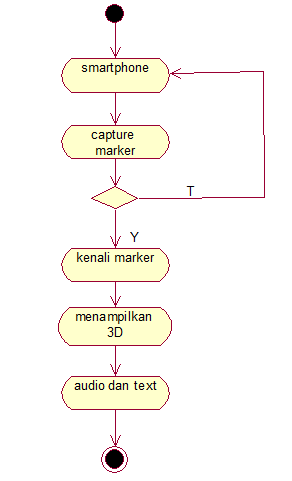 smartphone
capture
marker
T
Y
kenali marker
menampilkan
3D
audio dan text